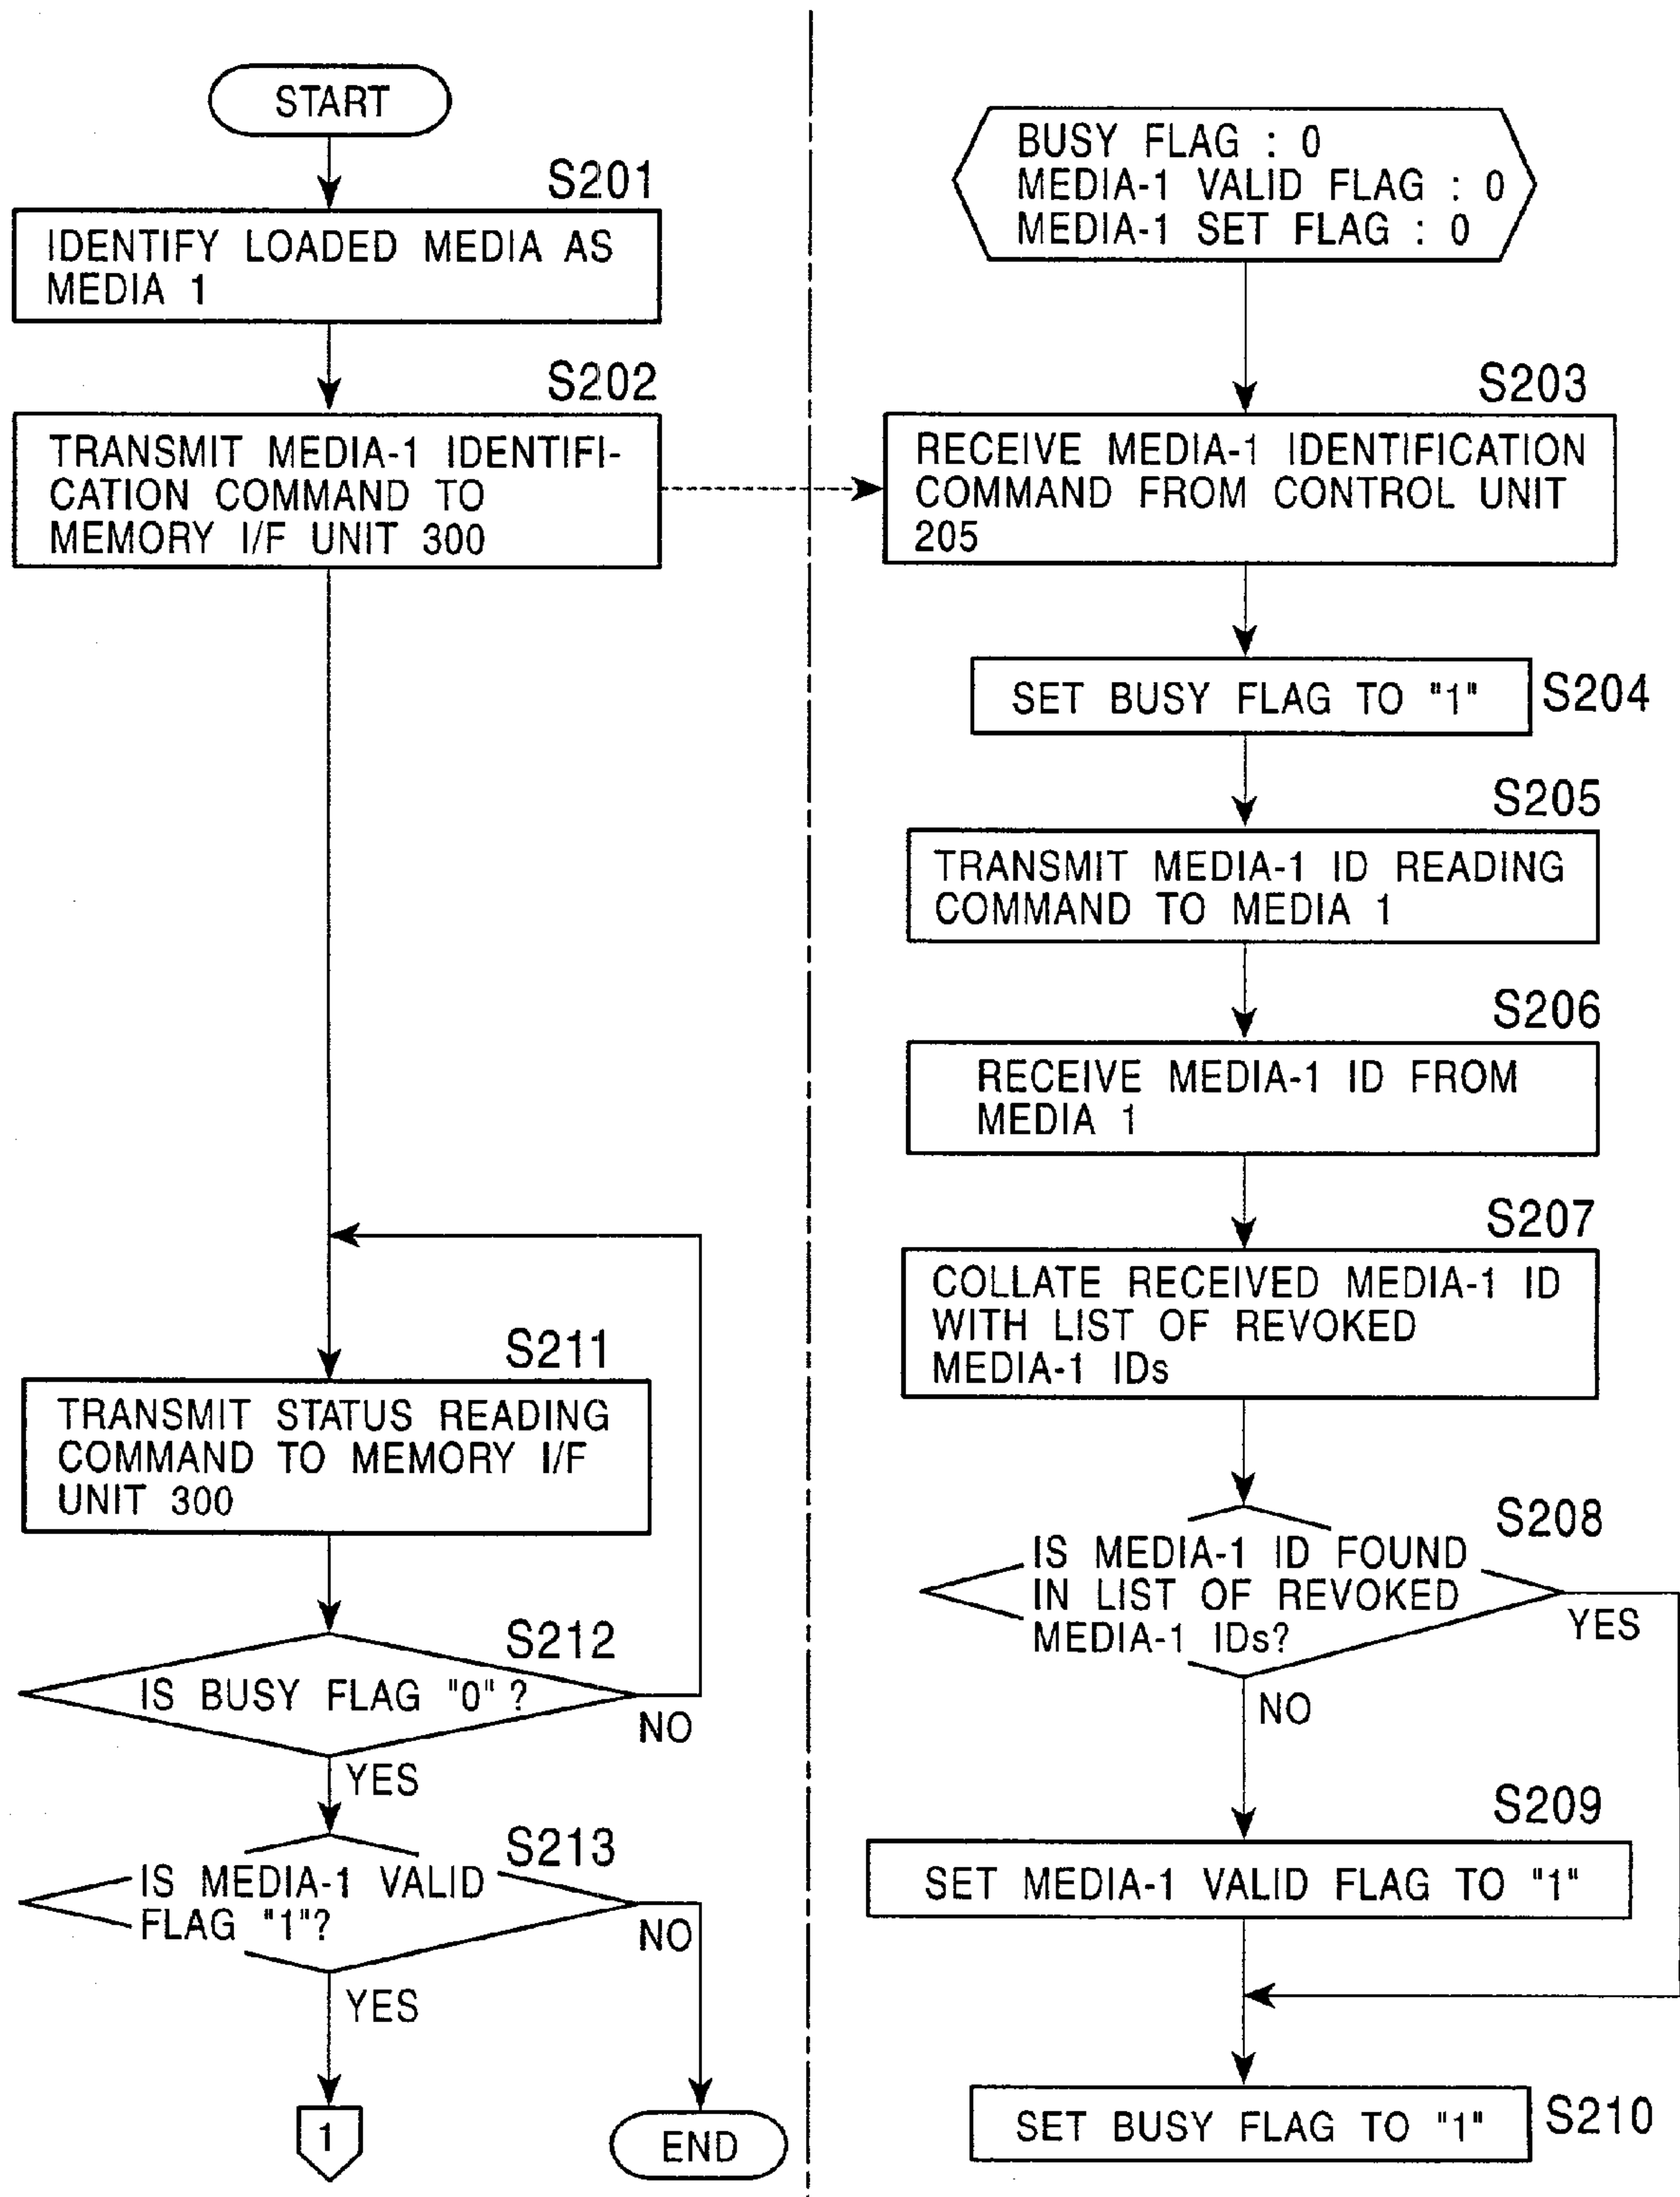 START
S201
IDENTIFY LOADED MEDIA AS
MEDIA 1
S202
TRANSMIT MEDIA-1 IDENTIFI-
CATION COMMAND TO
MEMORY I/F UNIT 300
S211
TRANSMIT STATUS READING
COMMAND TO MEMORY I/F
UNIT 300
S212
IS BUSY FLAG "0" ?
NO
YES
S213
IS MEDIA-1 VALID
FLAG "1"?
NO
YES
1
END
BUSY FLAG : 0
MEDIA-1 VALID FLAG : 0
MEDIA-1 SET FLAG : 0
S203
RECEIVE MEDIA-1 IDENTIFICATION
COMMAND FROM CONTROL UNIT
205
SET BUSY FLAG TO "1"
S204
S205
TRANSMIT MEDIA-1 ID READING
COMMAND TO MEDIA 1
S206
RECEIVE MEDIA-1 ID FROM
MEDIA 1
S207
COLLATE RECEIVED MEDIA-1 ID
WITH LIST OF REVOKED
MEDIA-1 IDs
S208
IS MEDIA-1 ID FOUND
IN LIST OF REVOKED
MEDIA-1 IDs?
YES
NO
S209
SET MEDIA-1 VALID FLAG TO "1"
SET BUSY FLAG TO "1"
S210